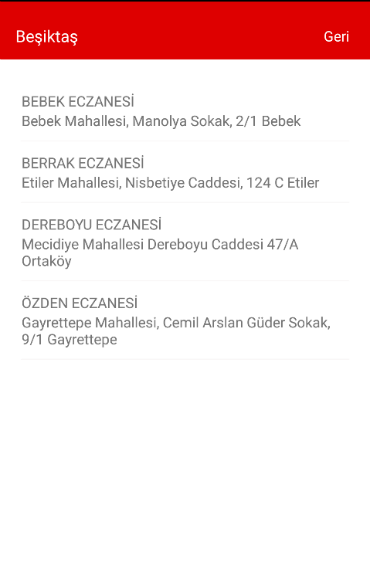 Beşiktaş Geri
BEBEK ECZANESİ
Bebek Mahallesi, Manolya Sokak, 2/1 Bebek
BERRAK ECZANESİ
Etiler Mahallesi, Nisbetiye Caddesi, 124 C Etiler
DEREBOYU ECZANESİ
Mecidiye Mahallesi Dereboyu Caddesi 47/A
Ortaköy
ÖZDEN ECZANESİ
Gayrettepe Mahallesi, Cemil Arslan Güder Sokak,
9/1 Gayrettepe